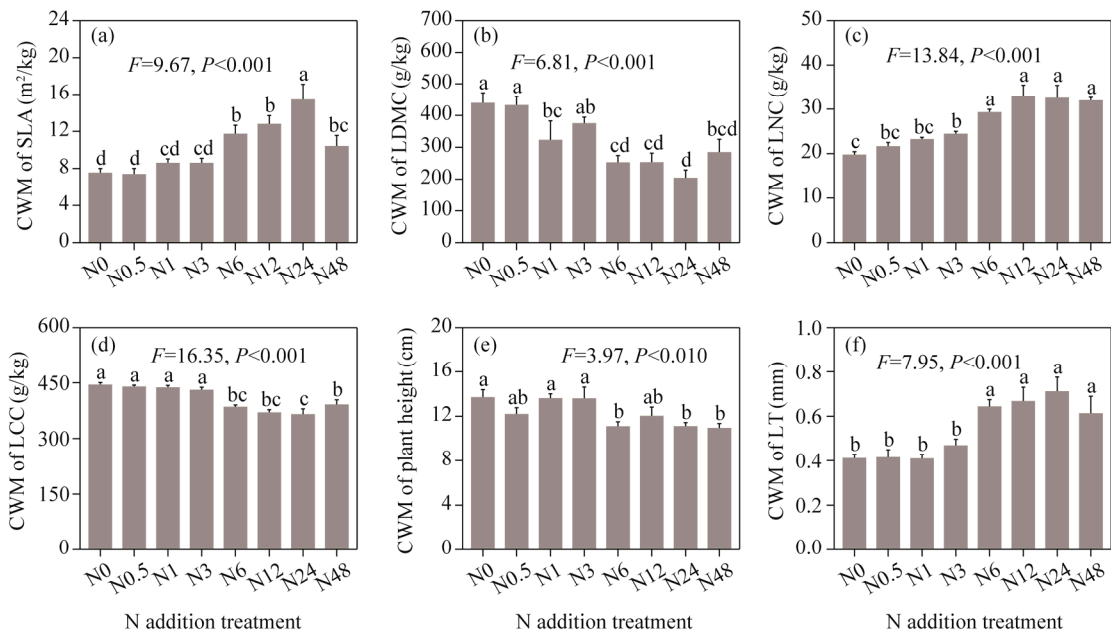 (a)
F=9.67, P<0.001
CWM of SLA (m²/kg)
24
20
16
12
8
4
0
d
d
cd
cd
b
b
a
bc
N0
N0.5
N1
N3
N6
N12
N24
N48
(b)
F=6.81, P<0.001
CWM of LDMC (g/kg)
700
600
500
400
300
200
100
0
a
a
bc
ab
cd
cd
d
bcd
N0
N0.5
N1
N3
N6
N12
N24
N48
(c)
F=13.84, P<0.001
CWM of LNC (g/kg)
50
40
30
20
10
0
c
bc
bc
b
a
a
a
a
N0
N0.5
N1
N3
N6
N12
N24
N48
(d)
F=16.35, P<0.001
CWM of LCC (g/kg)
600
450
300
150
0
a
a
a
a
bc
bc
c
b
N0
N0.5
N1
N3
N6
N12
N24
N48
N addition treatment
(e)
F=3.97, P<0.010
CWM of plant height (cm)
20
16
12
8
4
0
a
ab
a
a
b
ab
b
b
N0
N0.5
N1
N3
N6
N12
N24
N48
N addition treatment
(f)
F=7.95, P<0.001
CWM of LT (mm)
1.0
0.8
0.6
0.4
0.2
0.0
b
b
b
b
a
a
a
a
N0
N0.5
N1
N3
N6
N12
N24
N48
N addition treatment